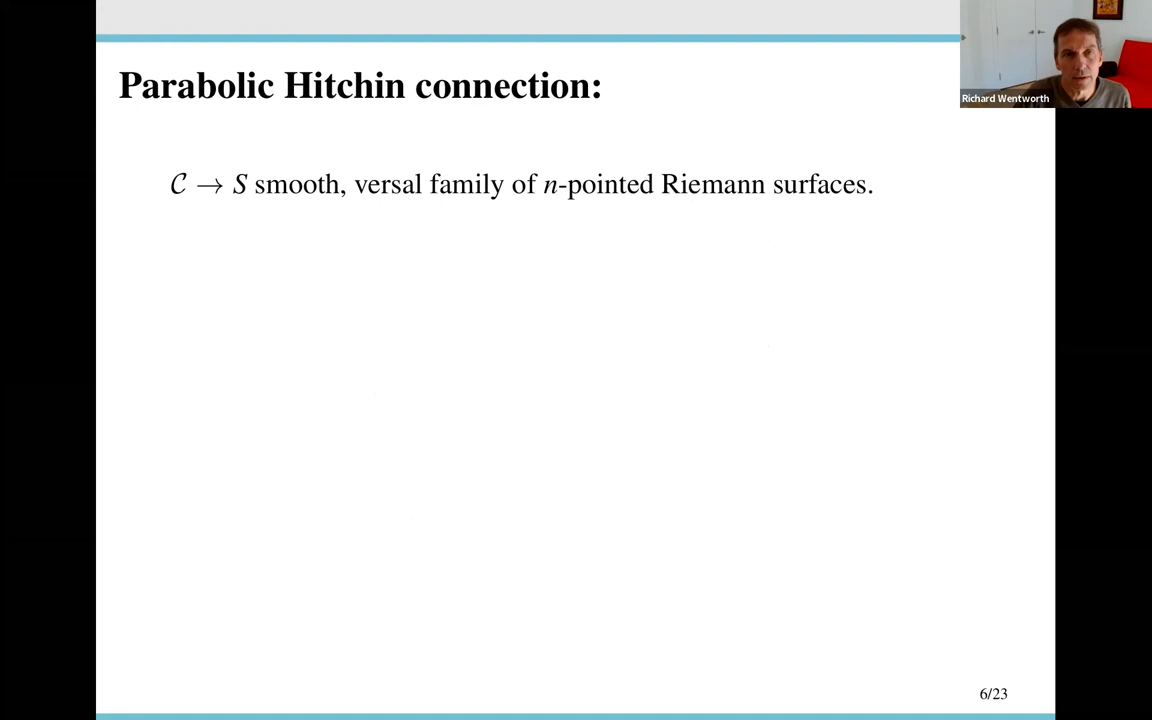 Parabolic Hitchin connection:
Richard Wentworth
𝒞 → S smooth, versal family of n-pointed Riemann surfaces.
6/23